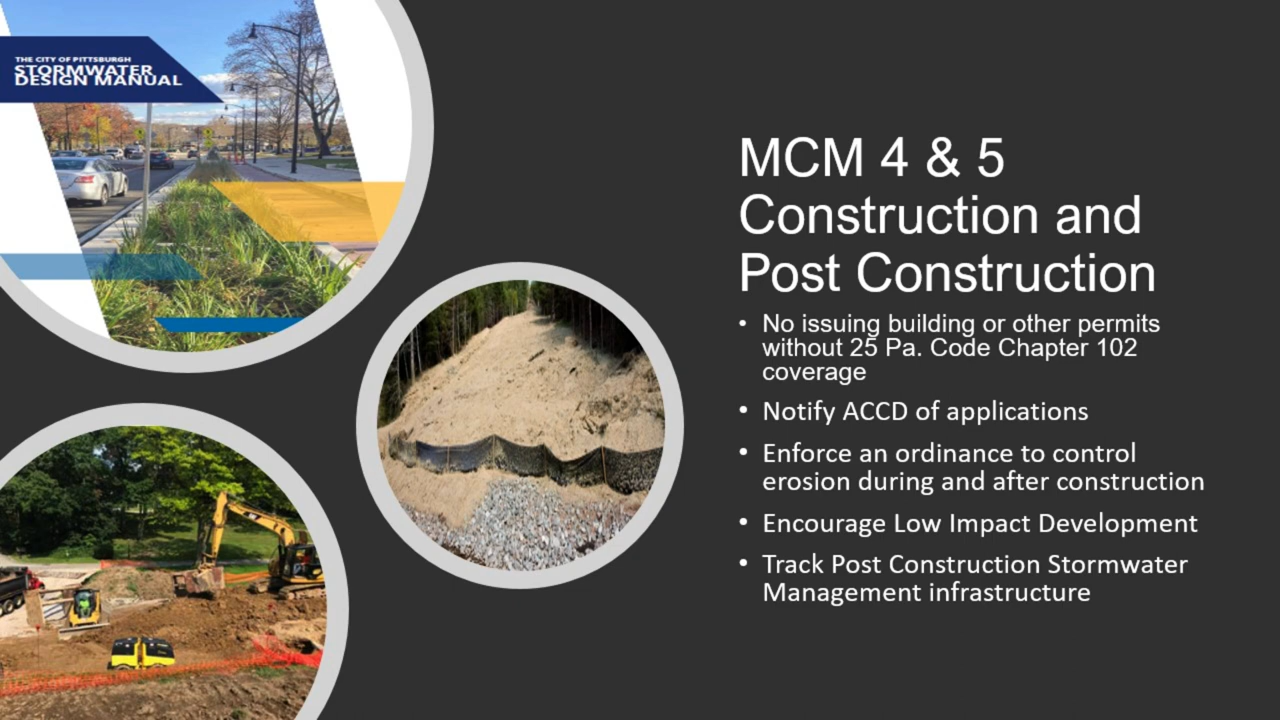 THE CITY OF PITTSBURGH
STORMWATER
DESIGN MANUAL
MCM 4 & 5
Construction and
Post Construction
• No issuing building or other permits
without 25 Pa. Code Chapter 102
coverage
• Notify ACCD of applications
• Enforce an ordinance to control
erosion during and after construction
• Encourage Low Impact Development
• Track Post Construction Stormwater
Management infrastructure